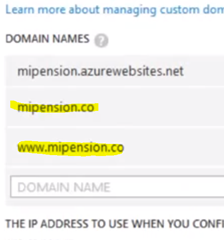 Learn more about managing custom dom
DOMAIN NAMES ?
mipension.azurewebsites.net
mipension.co
www.mipension.co
DOMAIN NAME
THE IP ADDRESS TO USE WHEN YOU CONFI